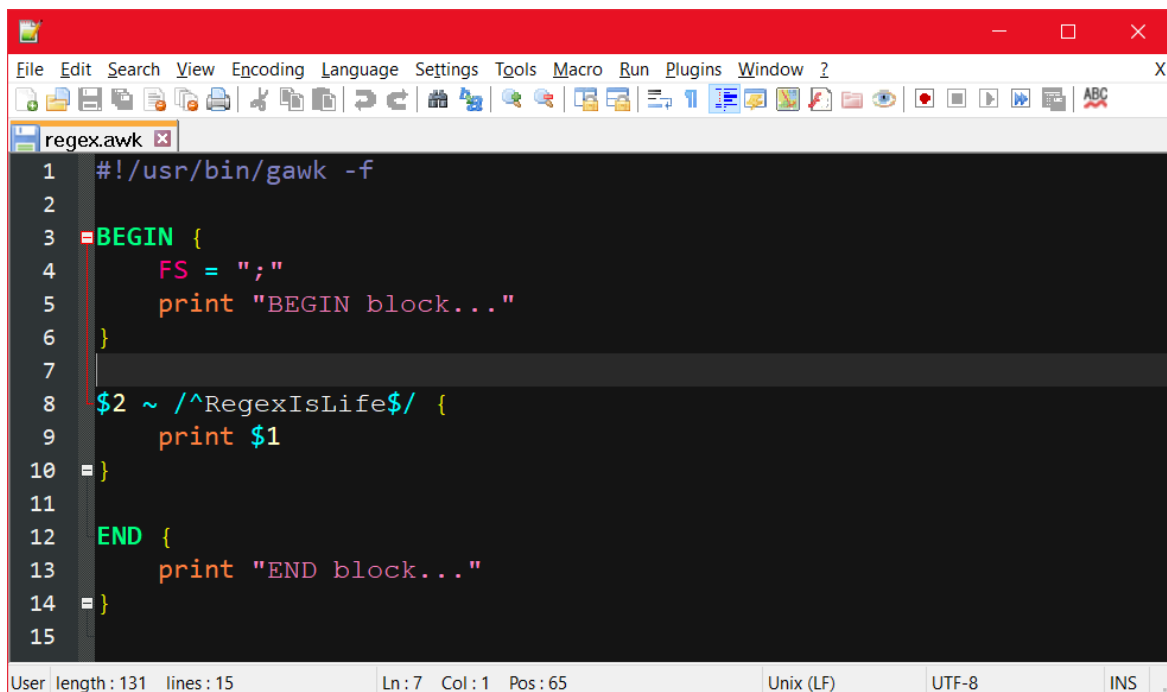 File Edit Search View Encoding Language Settings Tools Macro Run Plugins Window ? X
ABC
regex.awk
1 #!/usr/bin/gawk -f
2
3 BEGIN {
4     FS = ";"
5     print "BEGIN block..."
6 }
7
8 $2 ~ /^RegexIsLife$/ {
9     print $1
10 }
11
12 END {
13     print "END block..."
14 }
15
User length : 131 lines : 15 Ln : 7 Col : 1 Pos : 65 Unix (LF) UTF-8 INS